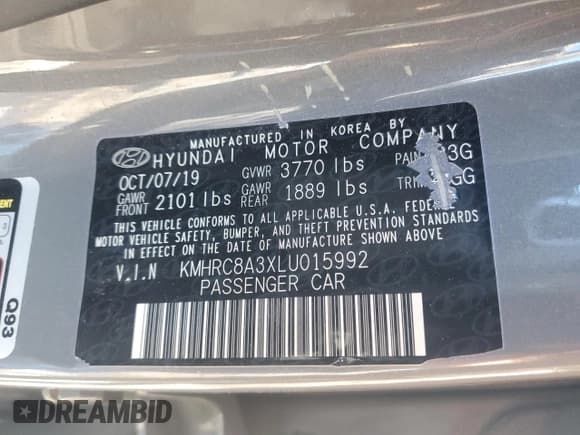 MANUFACTURED IN KOREA BY
HYUNDAI MOTOR COMPANY
OCT/07/19 GVWR 3770 lbs 3G
GAWR FRONT 2101 lbs GAWR REAR 1889 lbs GG
THIS VEHICLE CONFORMS TO ALL APPLICABLE U.S.A.
MOTOR VEHICLE SAFETY, BUMPER, AND THEFT PREVENTION STANDARDS
IN EFFECT ON THE DATE OF MANUFACTURE SHOWN ABOVE.
V.I.N KMHRC8A3XLU015992
PASSENGER CAR
Q93
DREAMBID